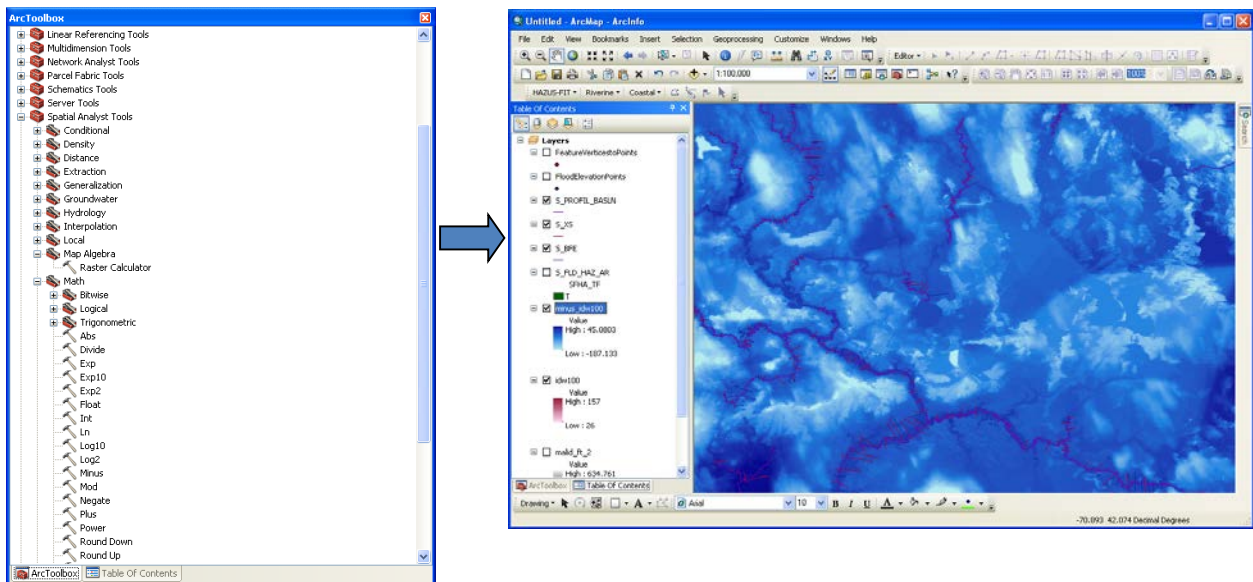 ArcToolbox
Linear Referencing Tools
Multidimension Tools
Network Analyst Tools
Parcel Fabric Tools
Schematics Tools
Server Tools
Spatial Analyst Tools
Conditional
Density
Distance
Extraction
Generalization
Groundwater
Hydrology
Interpolation
Local
Map Algebra
Raster Calculator
Math
Bitwise
Logical
Trigonometric
Abs
Divide
Exp
Exp10
Exp2
Float
Int
Ln
Log10
Log2
Minus
Mod
Negate
Plus
Power
Round Down
Round Up
ArcToolbox Table Of Contents
Untitled - ArcMap - ArcInfo
File Edit View Bookmarks Insert Selection Geoprocessing Customize Windows Help
Editor
1:100,000
HAZUS-FIT Riverine Coastal
Table Of Contents
Search
Layers
FeatureVerticestoPoints
FloodElevationPoints
S_PROFIL_BASLN
S_XS
S_BFE
S_FLD_HAZ_AR
SFHA_TF
T
minus_idw100
Value
High : 45.0803
Low : -187.133
idw100
Value
High : 157
Low : 26
Value
High : 634.761
ArcToolbox Table Of Contents
Drawing A Arial 10 B I U A
-70.893 42.074 Decimal Degrees